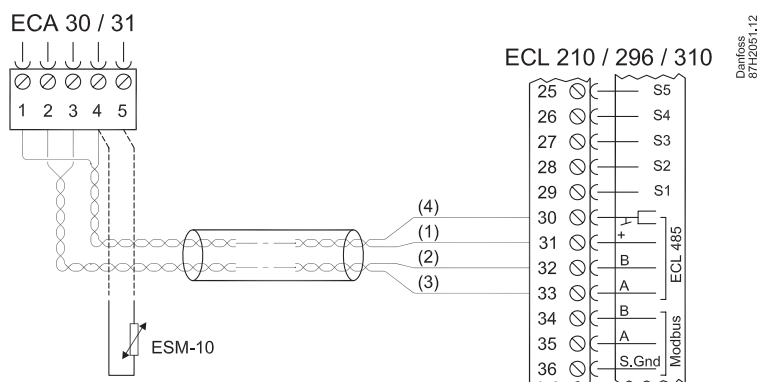 ECA 30 / 31
1 2 3 4 5
ECL 210 / 296 / 310
Danfoss
87H2051.12
25 S5
26 S4
27 S3
28 S2
29 S1
(4) 30
(1) 31 +
(2) 32 B
(3) 33 A
ECL 485
34 B
35 A
36 S.Gnd
Modbus
ESM-10